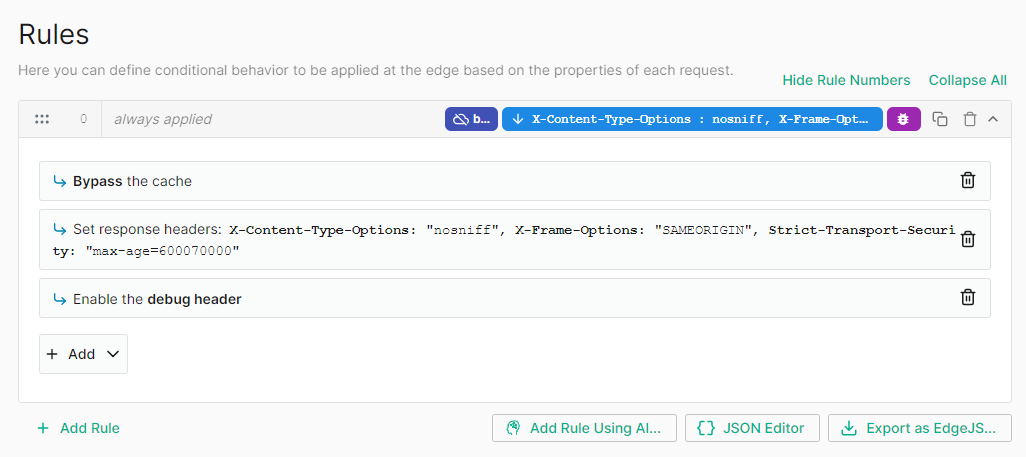 Rules
Here you can define conditional behavior to be applied at the edge based on the properties of each request.
Hide Rule Numbers Collapse All
0 always applied b... X-Content-Type-Options : nosniff, X-Frame-Opt...
Bypass the cache
Set response headers: X-Content-Type-Options: "nosniff", X-Frame-Options: "SAMEORIGIN", Strict-Transport-Securi
ty: "max-age=600070000"
Enable the debug header
Add
Add Rule Add Rule Using AI... {} JSON Editor Export as EdgeJS...